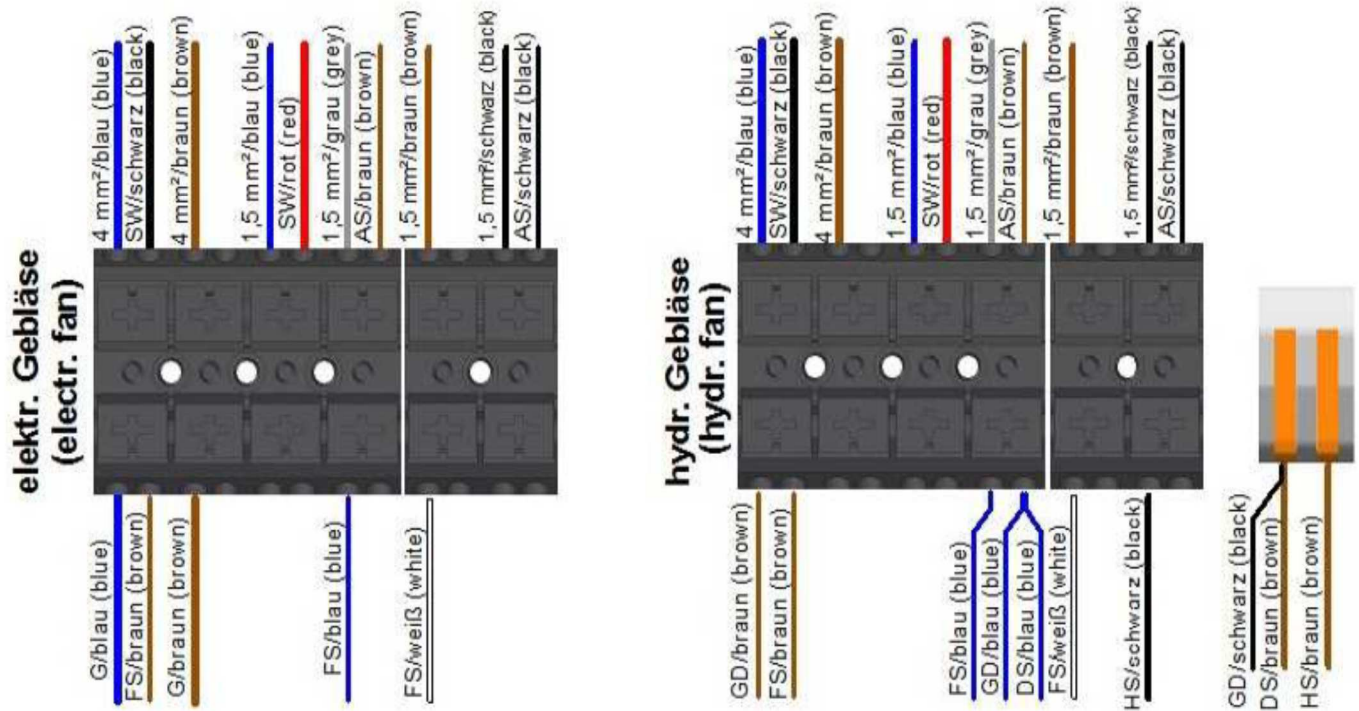 elektr. Gebläse
(electr. fan)
4 mm²/blau (blue)
SW/schwarz (black)
4 mm²/braun (brown)
1,5 mm²/blau (blue)
SW/rot (red)
1,5 mm²/grau (grey)
AS/braun (brown)
1,5 mm²/braun (brown)
1,5 mm²/schwarz (black)
AS/schwarz (black)
G/blau (blue)
FS/braun (brown)
G/braun (brown)
FS/blau (blue)
FS/weiß (white)
hydr. Gebläse
(hydr. fan)
4 mm²/blau (blue)
SW/schwarz (black)
4 mm²/braun (brown)
1,5 mm²/blau (blue)
SW/rot (red)
1,5 mm²/grau (grey)
AS/braun (brown)
1,5 mm²/braun (brown)
1,5 mm²/schwarz (black)
AS/schwarz (black)
GD/braun (brown)
FS/braun (brown)
FS/blau (blue)
GD/blau (blue)
DS/blau (blue)
FS/weiß (white)
HS/schwarz (black)
GD/schwarz (black)
DS/braun (brown)
HS/braun (brown)